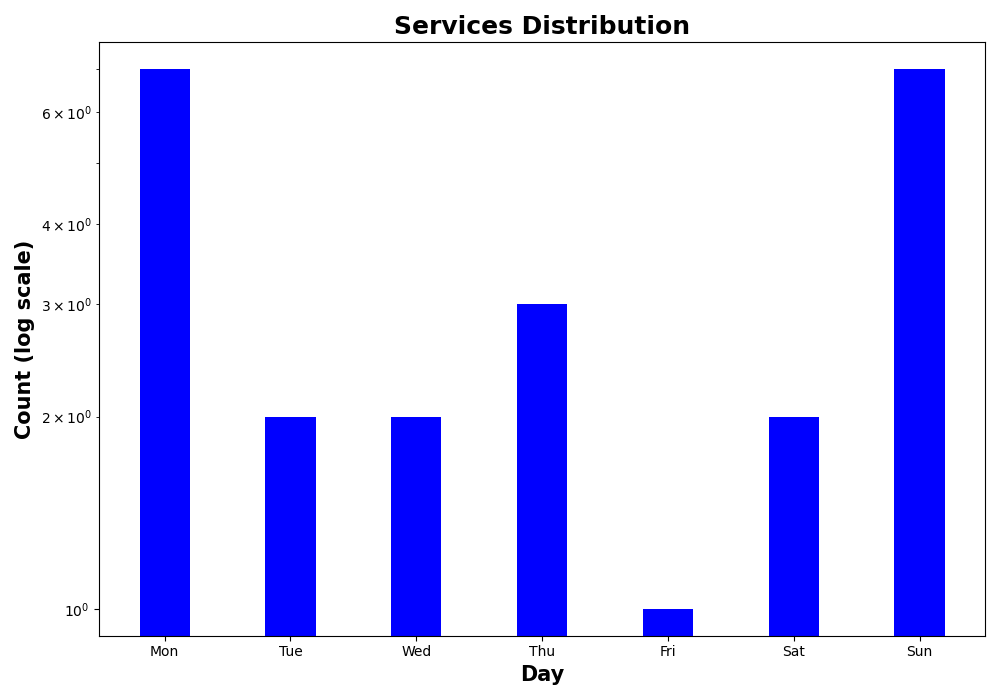 Services Distribution
Count (log scale)
6 × 10⁰
4 × 10⁰
3 × 10⁰
2 × 10⁰
10⁰
Mon Tue Wed Thu Fri Sat Sun
Day